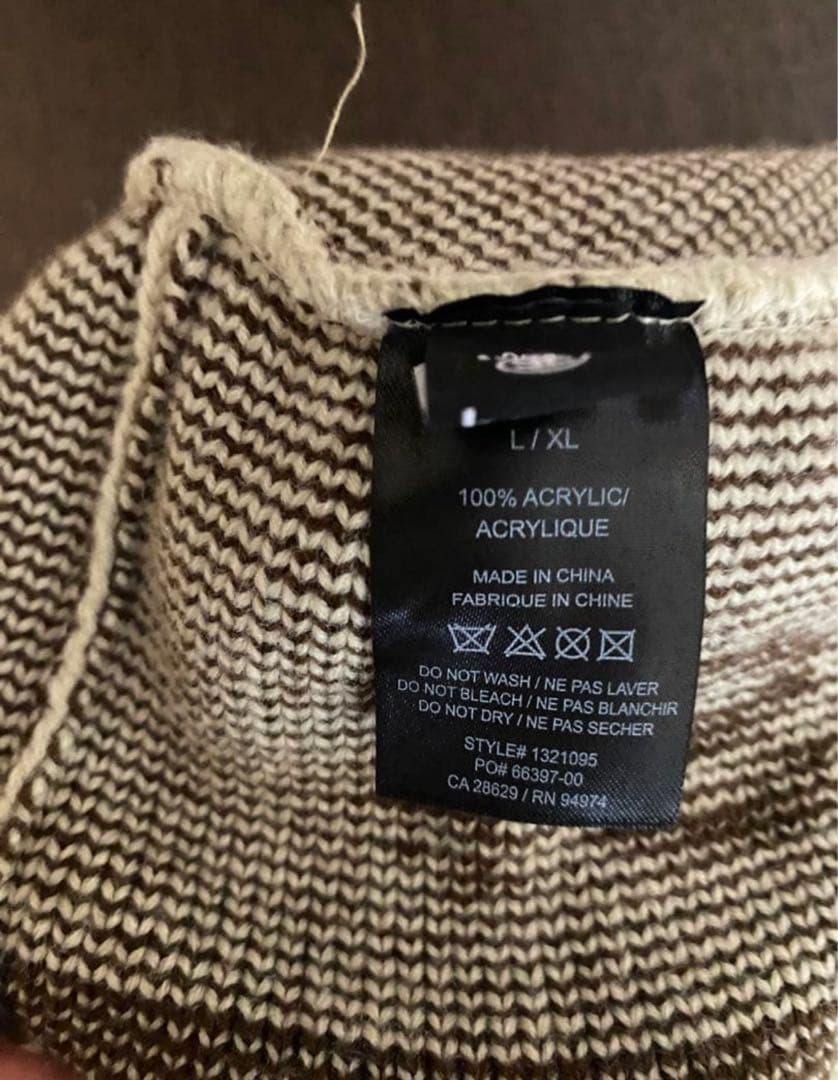 L / XL
100% ACRYLIC/
ACRYLIQUE
MADE IN CHINA
FABRIQUE IN CHINE
DO NOT WASH / NE PAS LAVER
DO NOT BLEACH / NE PAS BLANCHIR
DO NOT DRY / NE PAS SECHER
STYLE# 1321095
PO# 66397-00
CA 28629 / RN 94974